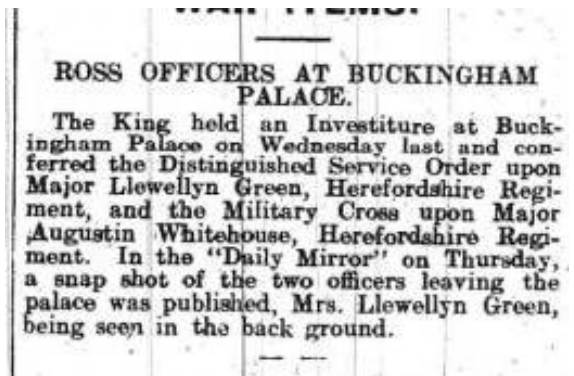 WAR ITEMS.
ROSS OFFICERS AT BUCKINGHAM
PALACE.
The King held an Investiture at Buck-
ingham Palace on Wednesday last and con-
ferred the Distinguished Service Order upon
Major Llewellyn Green, Herefordshire Regi-
ment, and the Military Cross upon Major
Augustin Whitehouse, Herefordshire Regi-
ment. In the "Daily Mirror" on Thursday,
a snap shot of the two officers leaving the
palace was published, Mrs. Llewellyn Green,
being seen in the back ground.